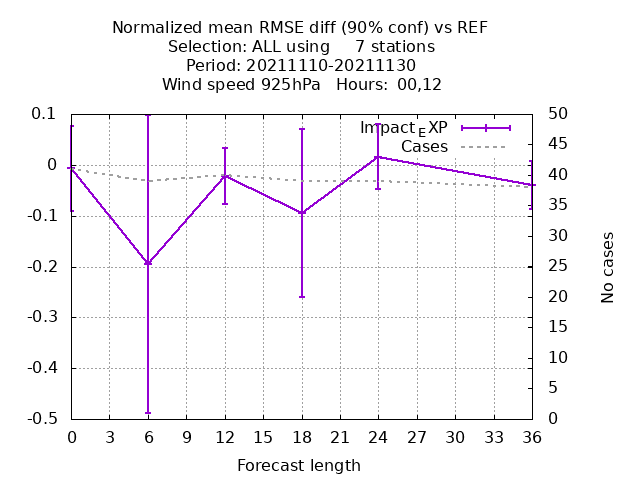 Normalized mean RMSE diff (90% conf) vs REF
Selection: ALL using 7 stations
Period: 20211110-20211130
Wind speed 925hPa Hours: 00,12
Impact_EXP
Cases
0.1
0
-0.1
-0.2
-0.3
-0.4
-0.5
50
45
40
35
30
25
20
15
10
5
0
No cases
0 3 6 9 12 15 18 21 24 27 30 33 36
Forecast length